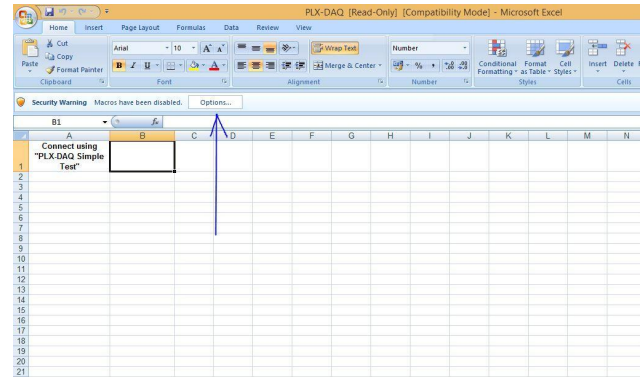 PLX-DAQ [Read-Only] [Compatibility Mode] - Microsoft Excel
Home Insert Page Layout Formulas Data Review View
Cut
Copy
Format Painter
Paste
Clipboard
Arial 10 A A
B I U
Font
Wrap Text
Merge & Center
Alignment
Number
% , .0 .00
Number
Conditional Formatting
Format as Table
Cell Styles
Styles
Insert Delete F
Cells
Security Warning Macros have been disabled. Options...
B1 fx
A B C D E F G H I J K L M N
Connect using
"PLX-DAQ Simple
Test"
1
2
3
4
5
6
7
8
9
10
11
12
13
14
15
16
17
18
19
20
21